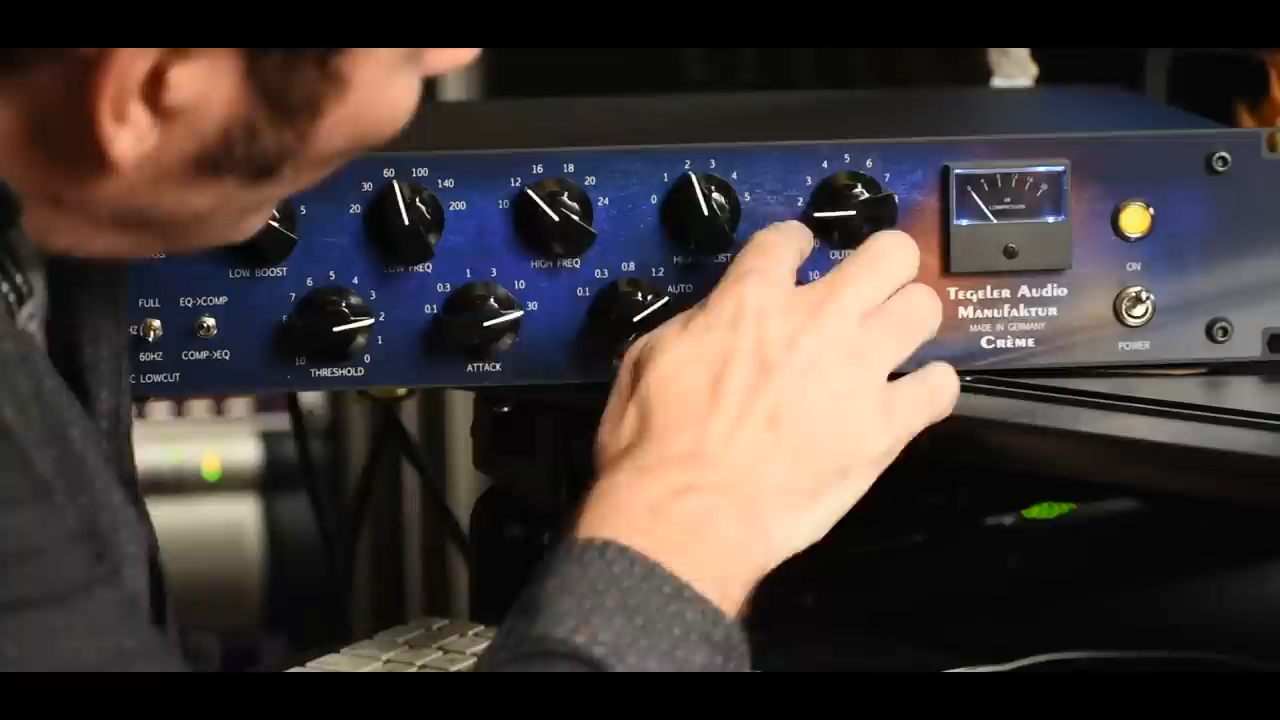 5
LOW BOOST
20 30 60 100 140 200
LOW FREQ
10 12 16 18 20 24
HIGH FREQ
0 1 2 3 4 5
2 3 4 5 6 7
10
COMPRESSION
FULL
60HZ
LOWCUT
EQ->COMP
COMP->EQ
10 7 6 5 4 3 2 1 0
THRESHOLD
0.1 0.3 1 3 10 30
ATTACK
0.1 0.3 0.8 1.2 AUTO
TEGELER AUDIO
MANUFAKTUR
MADE IN GERMANY
CRÈME
ON
POWER